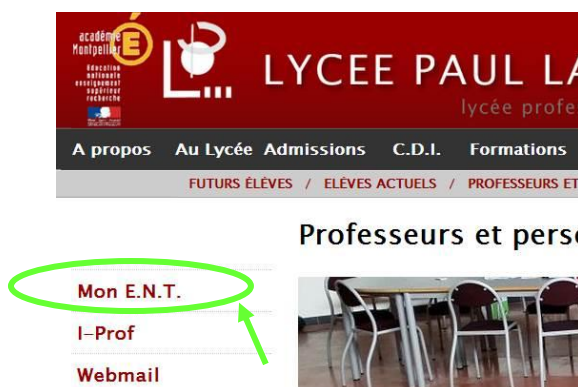 académie
Montpellier
éducation
nationale
enseignement
supérieur
recherche
LYCEE PAUL LA
lycée profe
A propos Au Lycée Admissions C.D.I. Formations
FUTURS ÉLÈVES / ELÈVES ACTUELS / PROFESSEURS ET
Professeurs et pers
Mon E.N.T.
I-Prof
Webmail